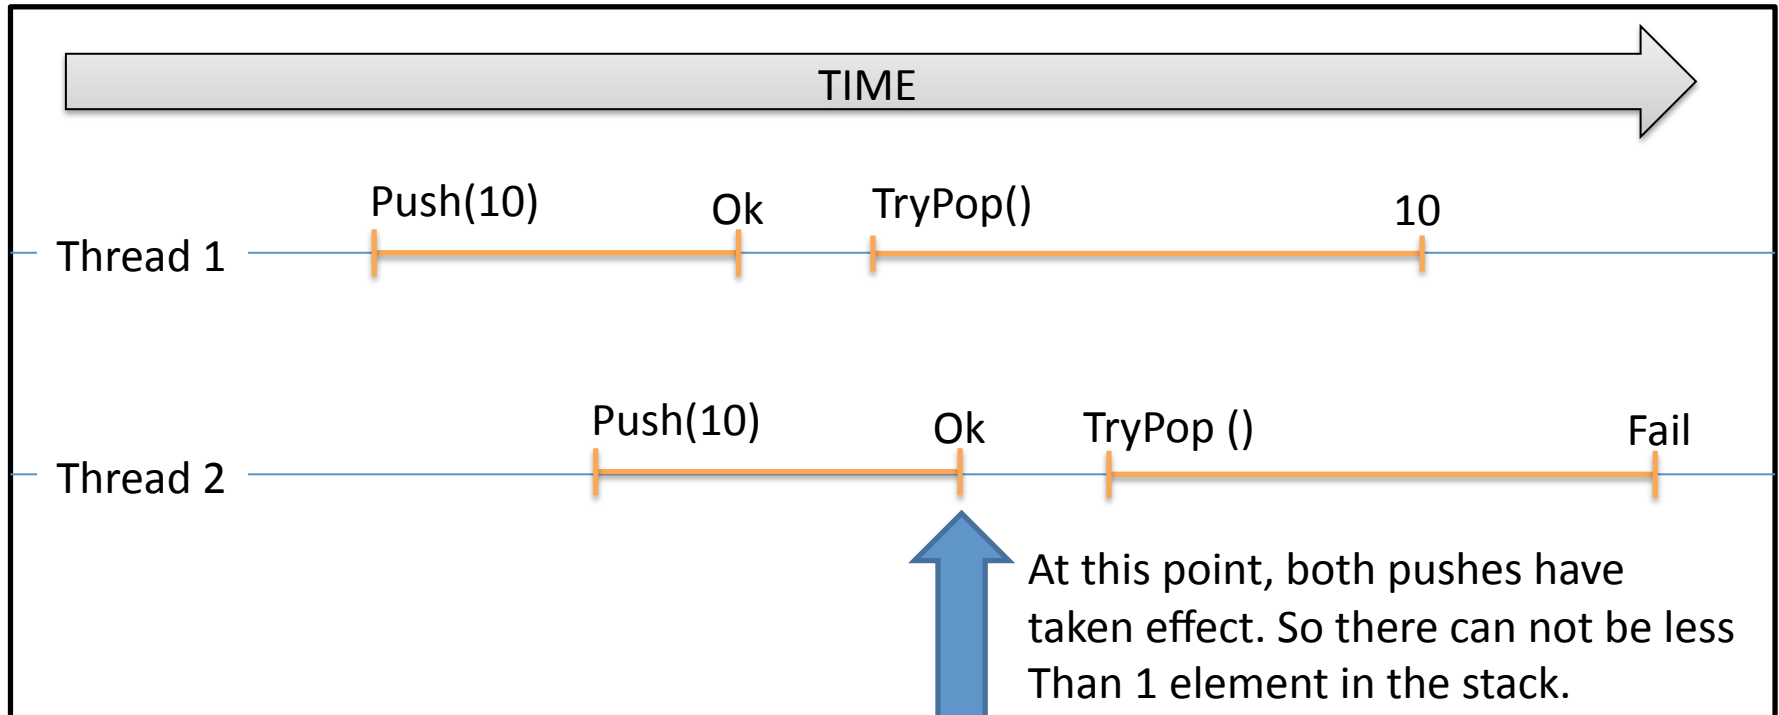 TIME
Push(10) Ok TryPop() 10
Thread 1
Push(10) Ok TryPop () Fail
Thread 2
At this point, both pushes have
taken effect. So there can not be less
Than 1 element in the stack.